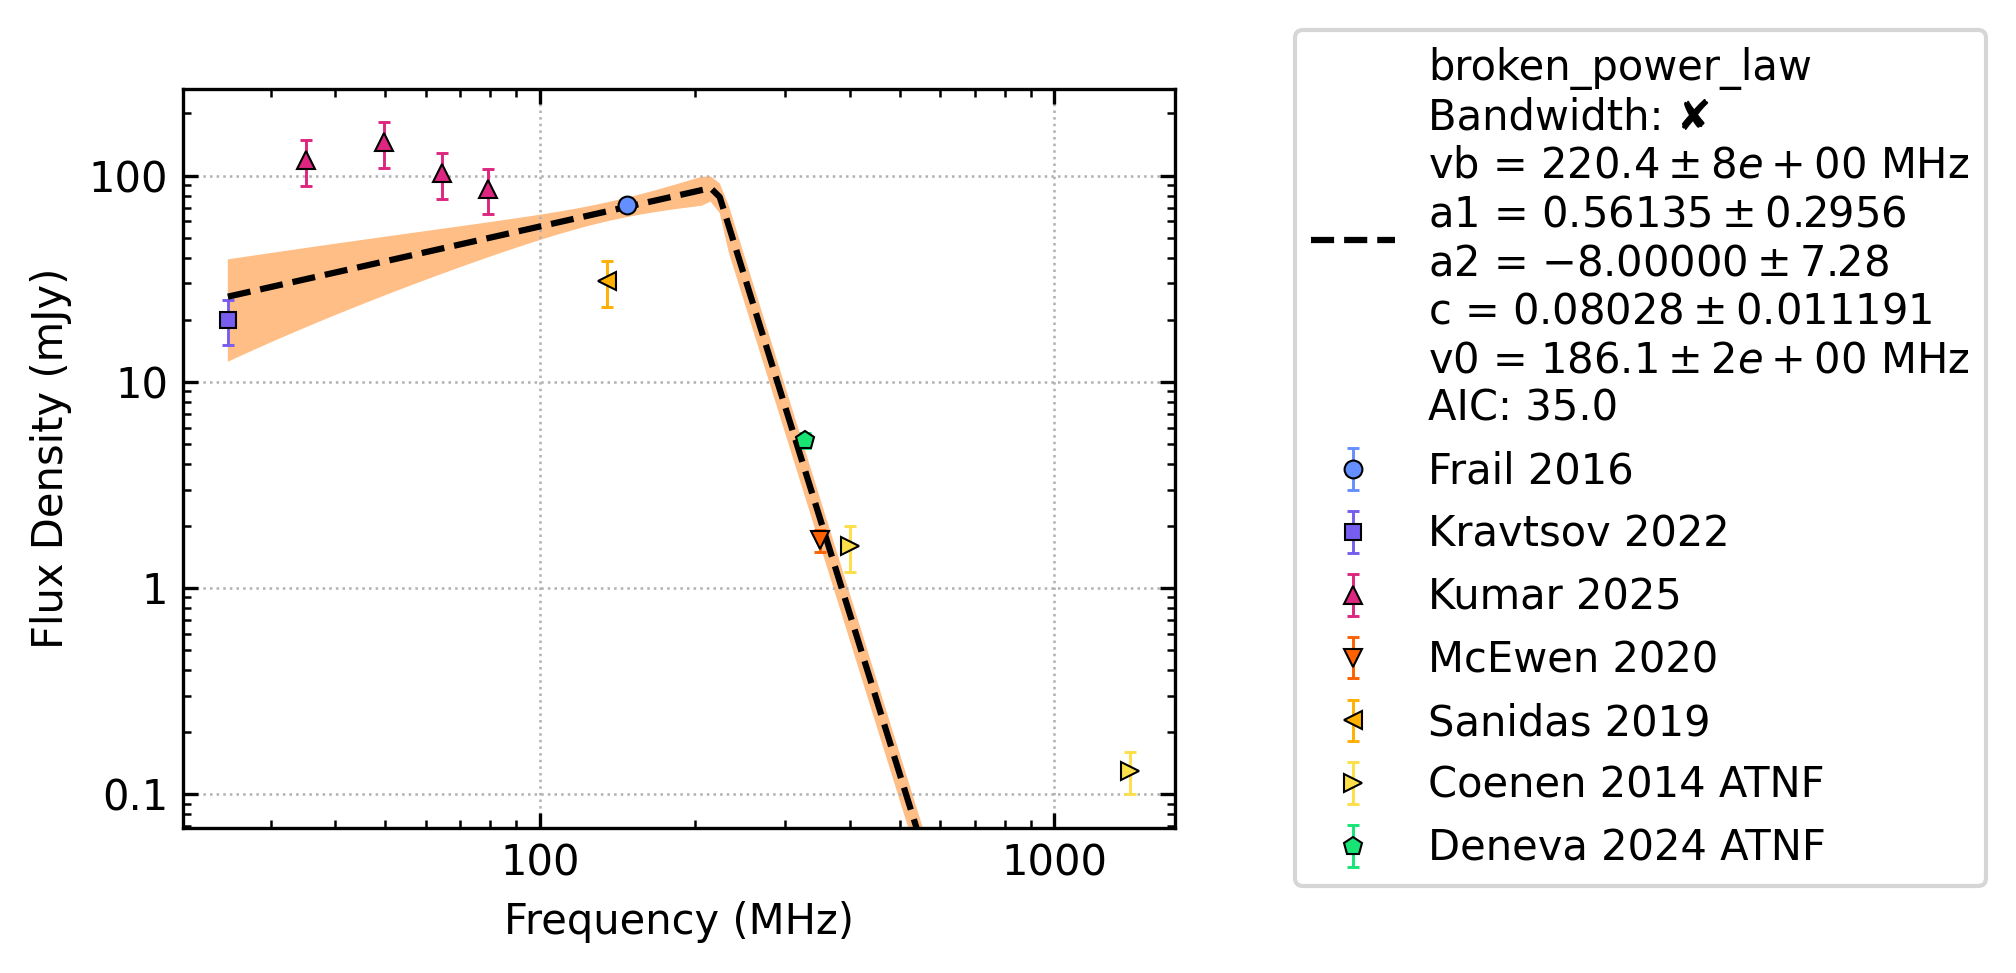 Flux Density (mJy)
100
10
1
0.1
100
1000
Frequency (MHz)
broken_power_law
Bandwidth: ✘
vb = 220.4 ± 8e + 00 MHz
a1 = 0.56135 ± 0.2956
a2 = −8.00000 ± 7.28
c = 0.08028 ± 0.011191
v0 = 186.1 ± 2e + 00 MHz
AIC: 35.0
Frail 2016
Kravtsov 2022
Kumar 2025
McEwen 2020
Sanidas 2019
Coenen 2014 ATNF
Deneva 2024 ATNF